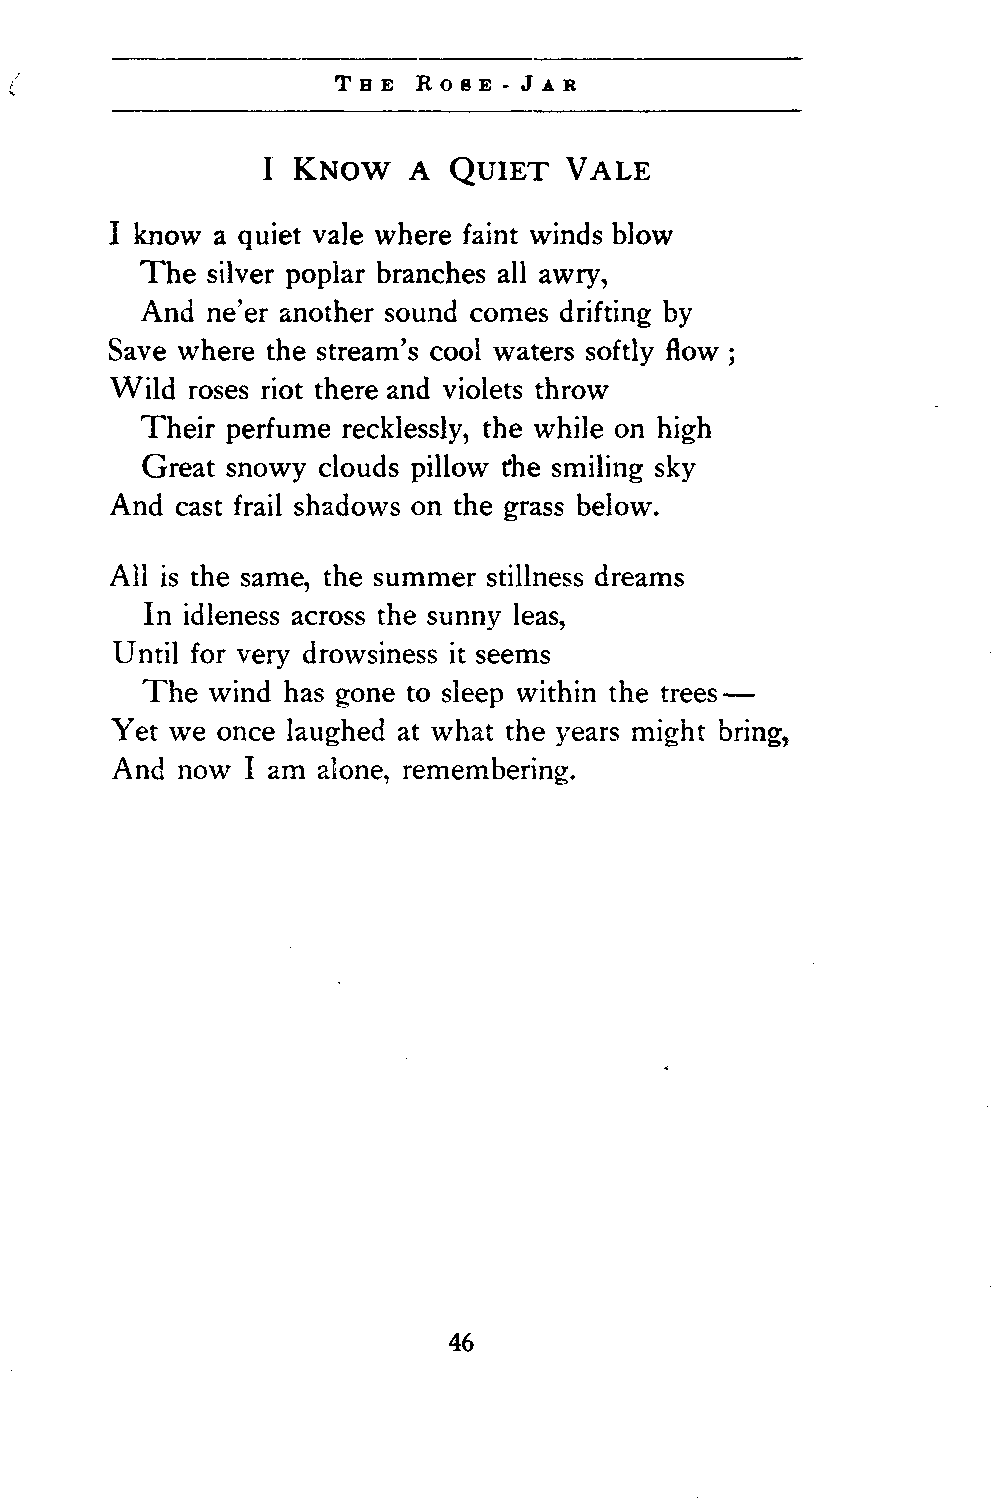 THE ROSE-JAR
I KNOW A QUIET VALE
I know a quiet vale where faint winds blow
The silver poplar branches all awry,
And ne'er another sound comes drifting by
Save where the stream's cool waters softly flow ;
Wild roses riot there and violets throw
Their perfume recklessly, the while on high
Great snowy clouds pillow the smiling sky
And cast frail shadows on the grass below.
All is the same, the summer stillness dreams
In idleness across the sunny leas,
Until for very drowsiness it seems
The wind has gone to sleep within the trees—
Yet we once laughed at what the years might bring,
And now I am alone, remembering.
46